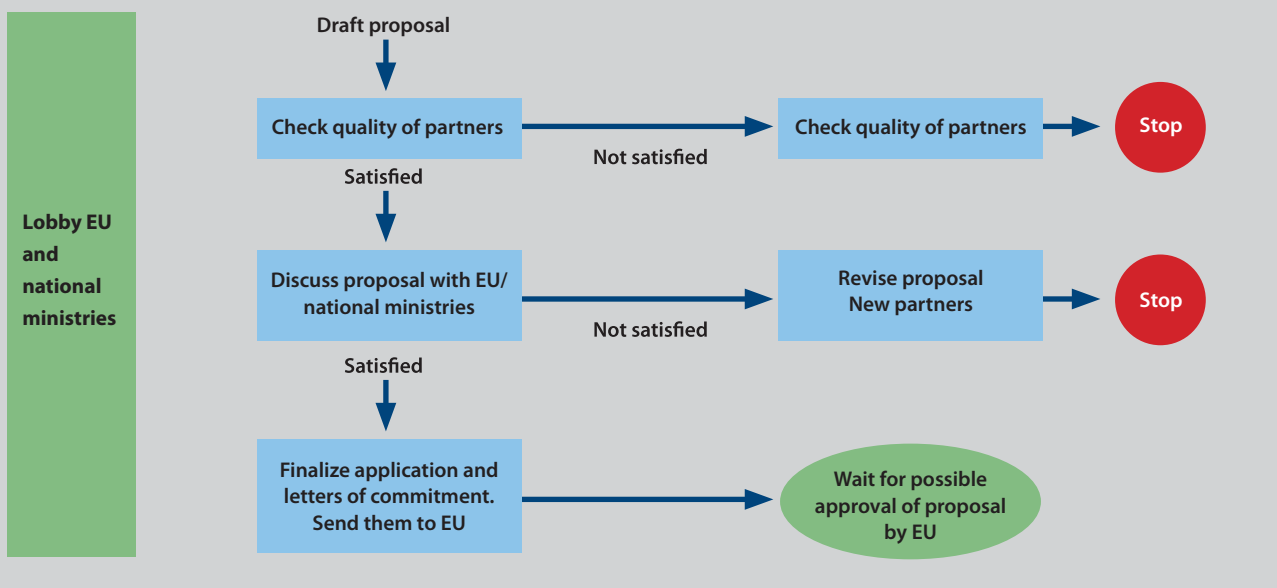 Draft proposal
Check quality of partners
Not satisfied
Check quality of partners
Stop
Satisfied
Lobby EU
and
national
ministries
Discuss proposal with EU/
national ministries
Not satisfied
Revise proposal
New partners
Stop
Satisfied
Finalize application and
letters of commitment.
Send them to EU
Wait for possible
approval of proposal
by EU